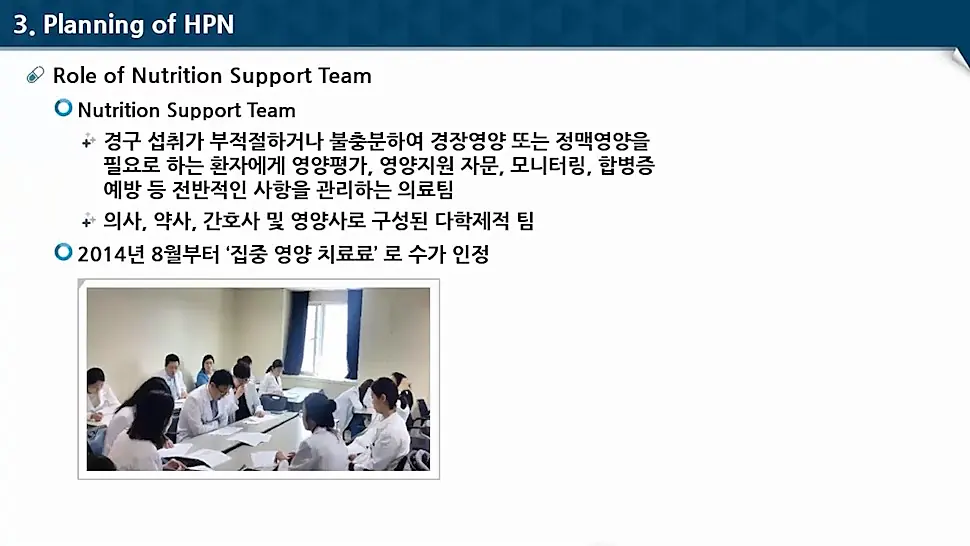 3. Planning of HPN
Role of Nutrition Support Team
Nutrition Support Team
경구 섭취가 부적절하거나 불충분하여 경장영양 또는 정맥영양을
필요로 하는 환자에게 영양평가, 영양지원 자문, 모니터링, 합병증
예방 등 전반적인 사항을 관리하는 의료팀
의사, 약사, 간호사 및 영양사로 구성된 다학제적 팀
2014년 8월부터 ‘집중 영양 치료료’ 로 수가 인정